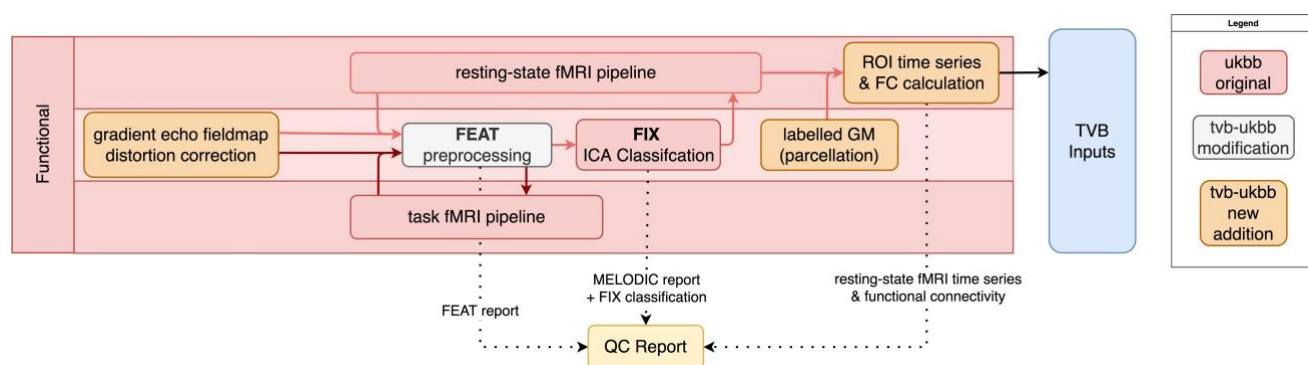 Functional
gradient echo fieldmap
distortion correction
resting-state fMRI pipeline
FEAT
preprocessing
FIX
ICA Classifcation
task fMRI pipeline
labelled GM
(parcellation)
ROI time series
& FC calculation
TVB
Inputs
FEAT report
MELODIC report
+ FIX classification
resting-state fMRI time series
& functional connectivity
QC Report
Legend
ukbb
original
tvb-ukbb
modification
tvb-ukbb
new
addition